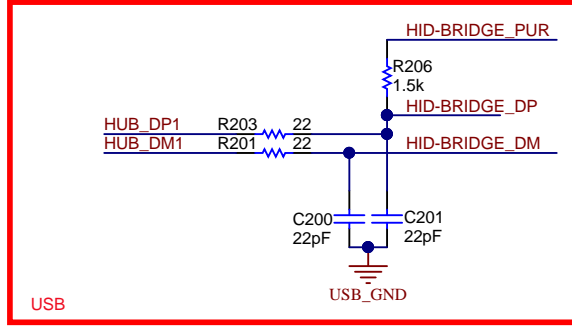 HID-BRIDGE_PUR
R206
1.5k
HID-BRIDGE_DP
HUB_DP1 R203 22
HUB_DM1 R201 22 HID-BRIDGE_DM
C200 C201
22pF 22pF
USB_GND
USB